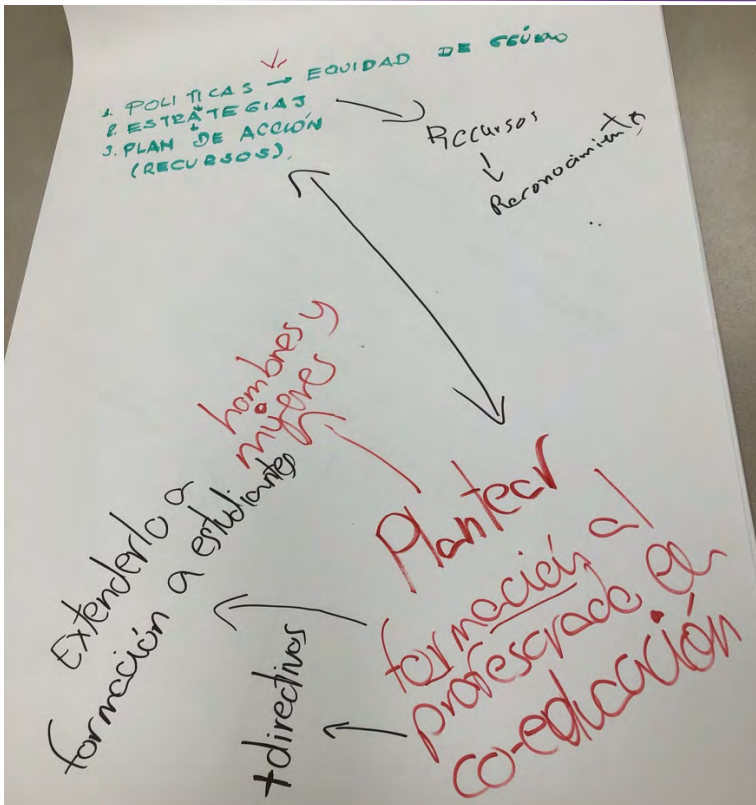 1. POLITICAS → EQUIDAD DE GÉNERO
2. ESTRATEGIAS
3. PLAN DE ACCIÓN
(RECURSOS).
Recursos
↓
Reconocimiento
hombres y
mujeres
Plantear
formación al
profesorado en
co-educación
Extenderlo a
formación a estudiantes
+ directivos